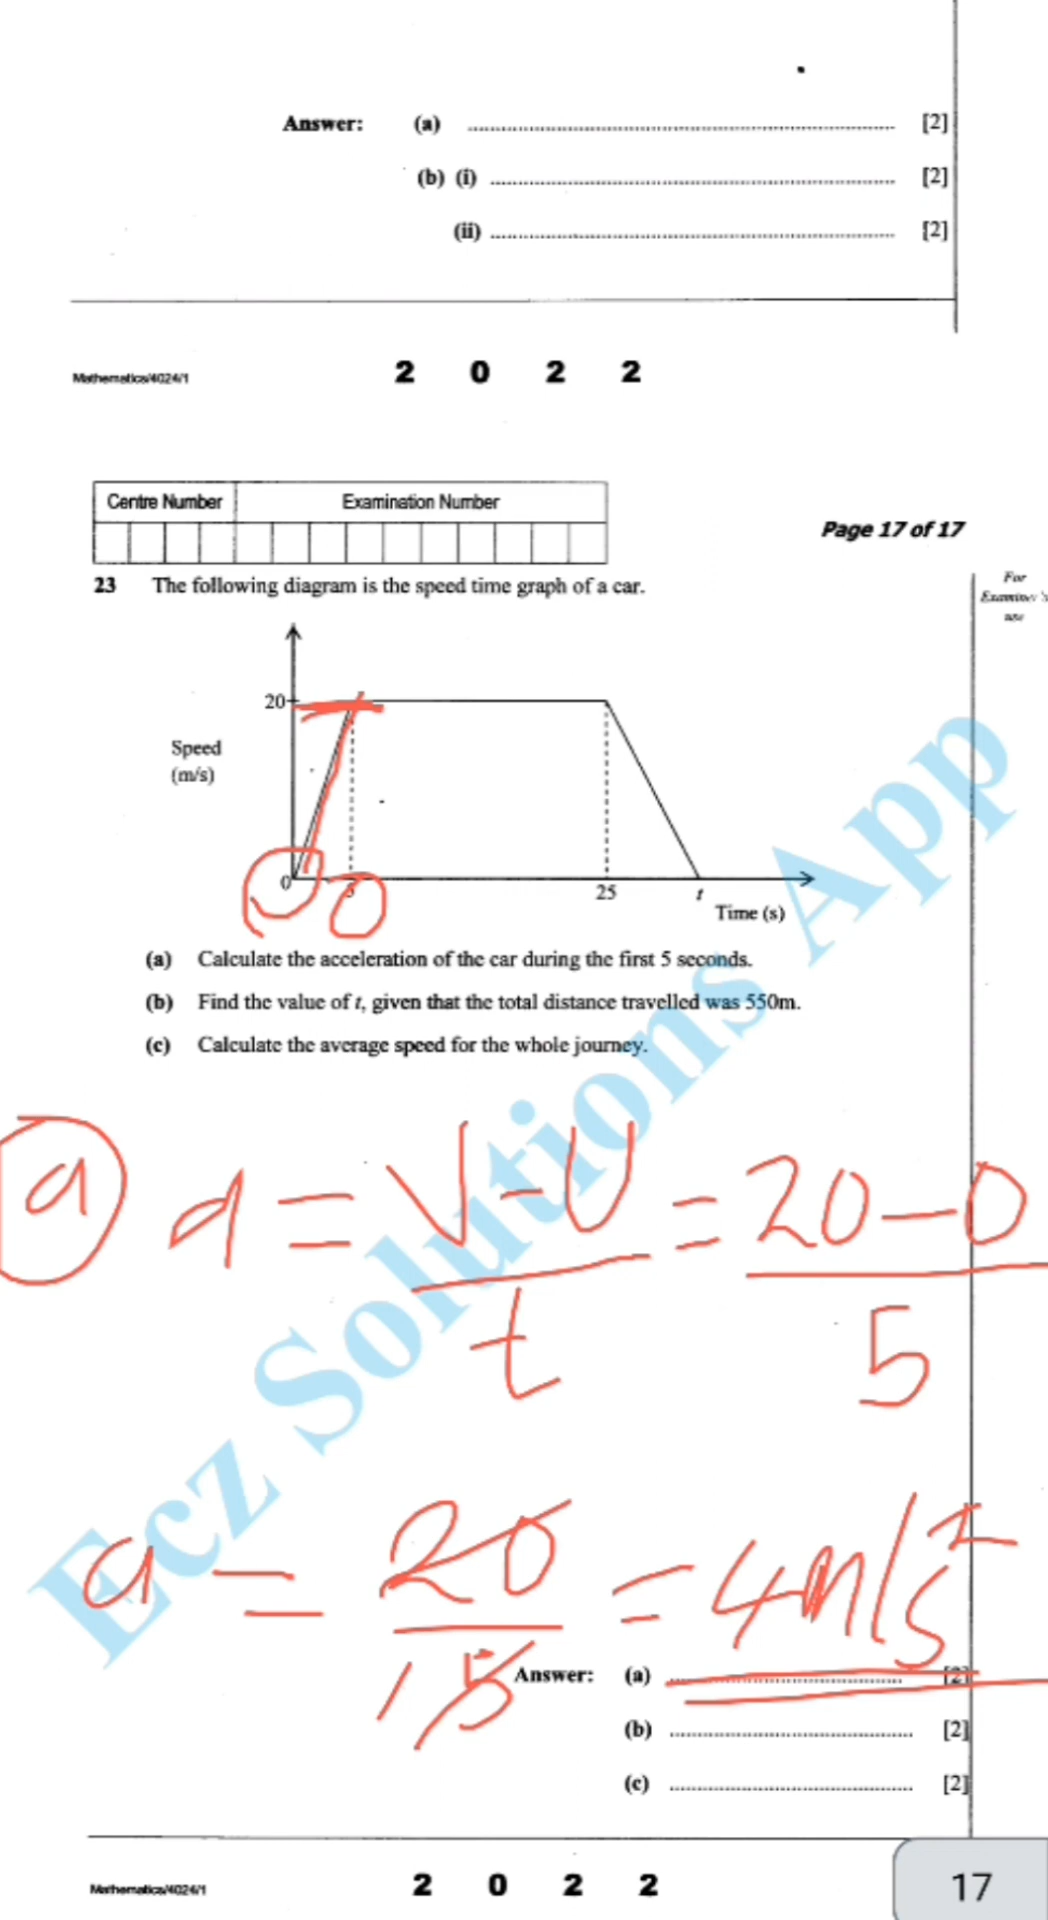 Answer: (a) ........................ [2]
(b) (i) ........................ [2]
(ii) ........................ [2]
Mathematics/4024/1
2 0 2 2
Centre Number Examination Number
Page 17 of 17
For
Examiner's
use
23 The following diagram is the speed time graph of a car.
20
Speed
(m/s)
0 5 25 t
Time (s)
(a) Calculate the acceleration of the car during the first 5 seconds.
(b) Find the value of t, given that the total distance travelled was 550m.
(c) Calculate the average speed for the whole journey.
Ecz Solutions App
a a = V-U = 20-0
t 5
a = 20 = 4m/s²
1 5
Answer: (a) ........................ [2]
(b) ........................ [2]
(c) ........................ [2]
Mathematics/4024/1
2 0 2 2
17